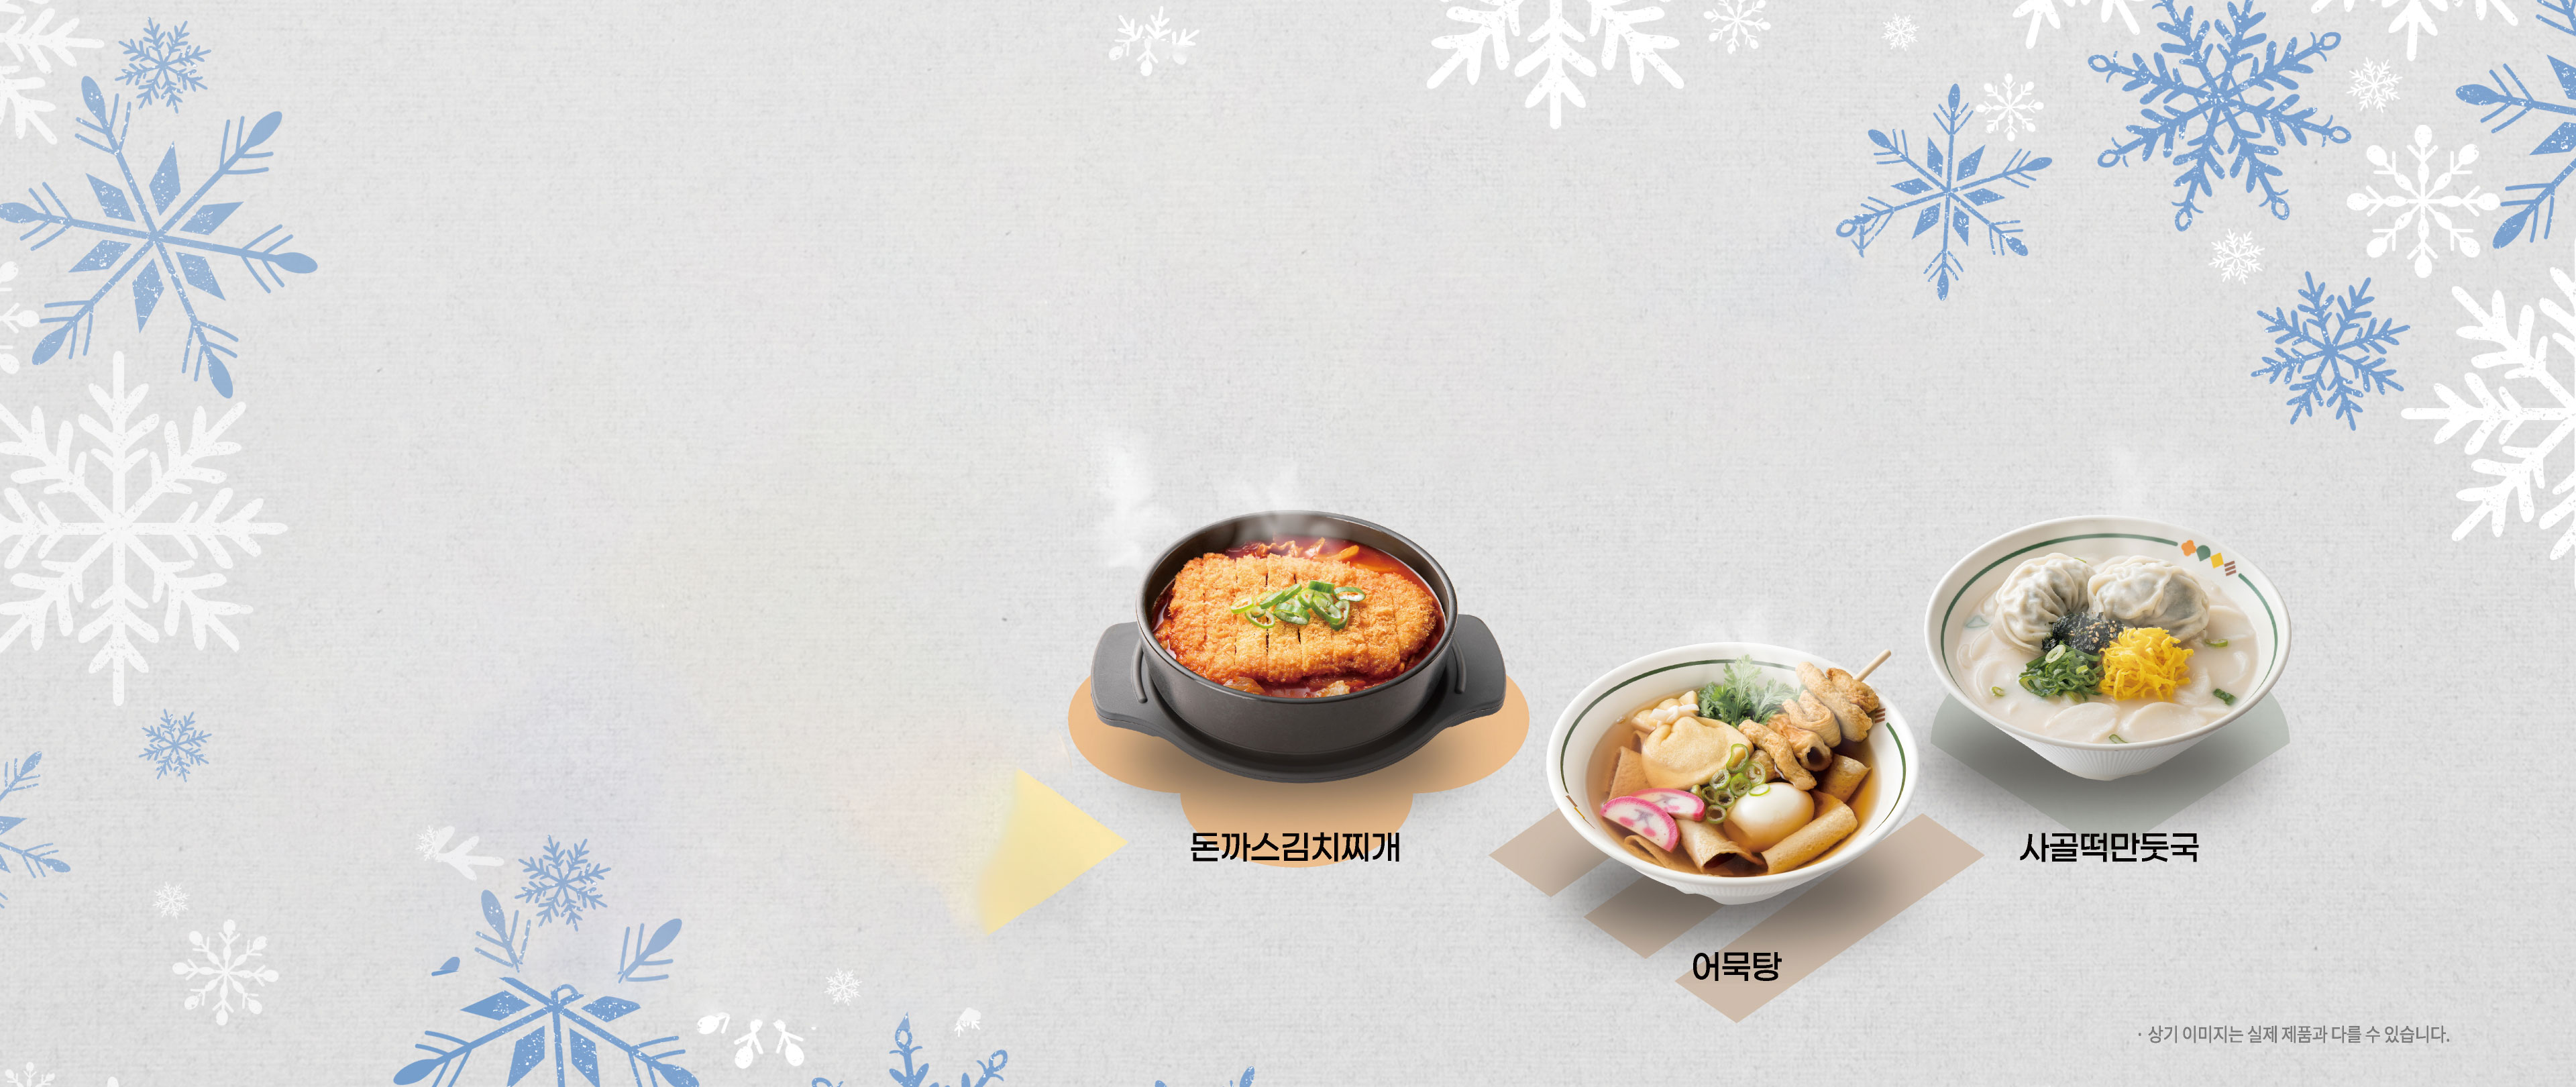 돈까스김치찌개
어묵탕
사골떡만둣국
· 상기 이미지는 실제 제품과 다를 수 있습니다.